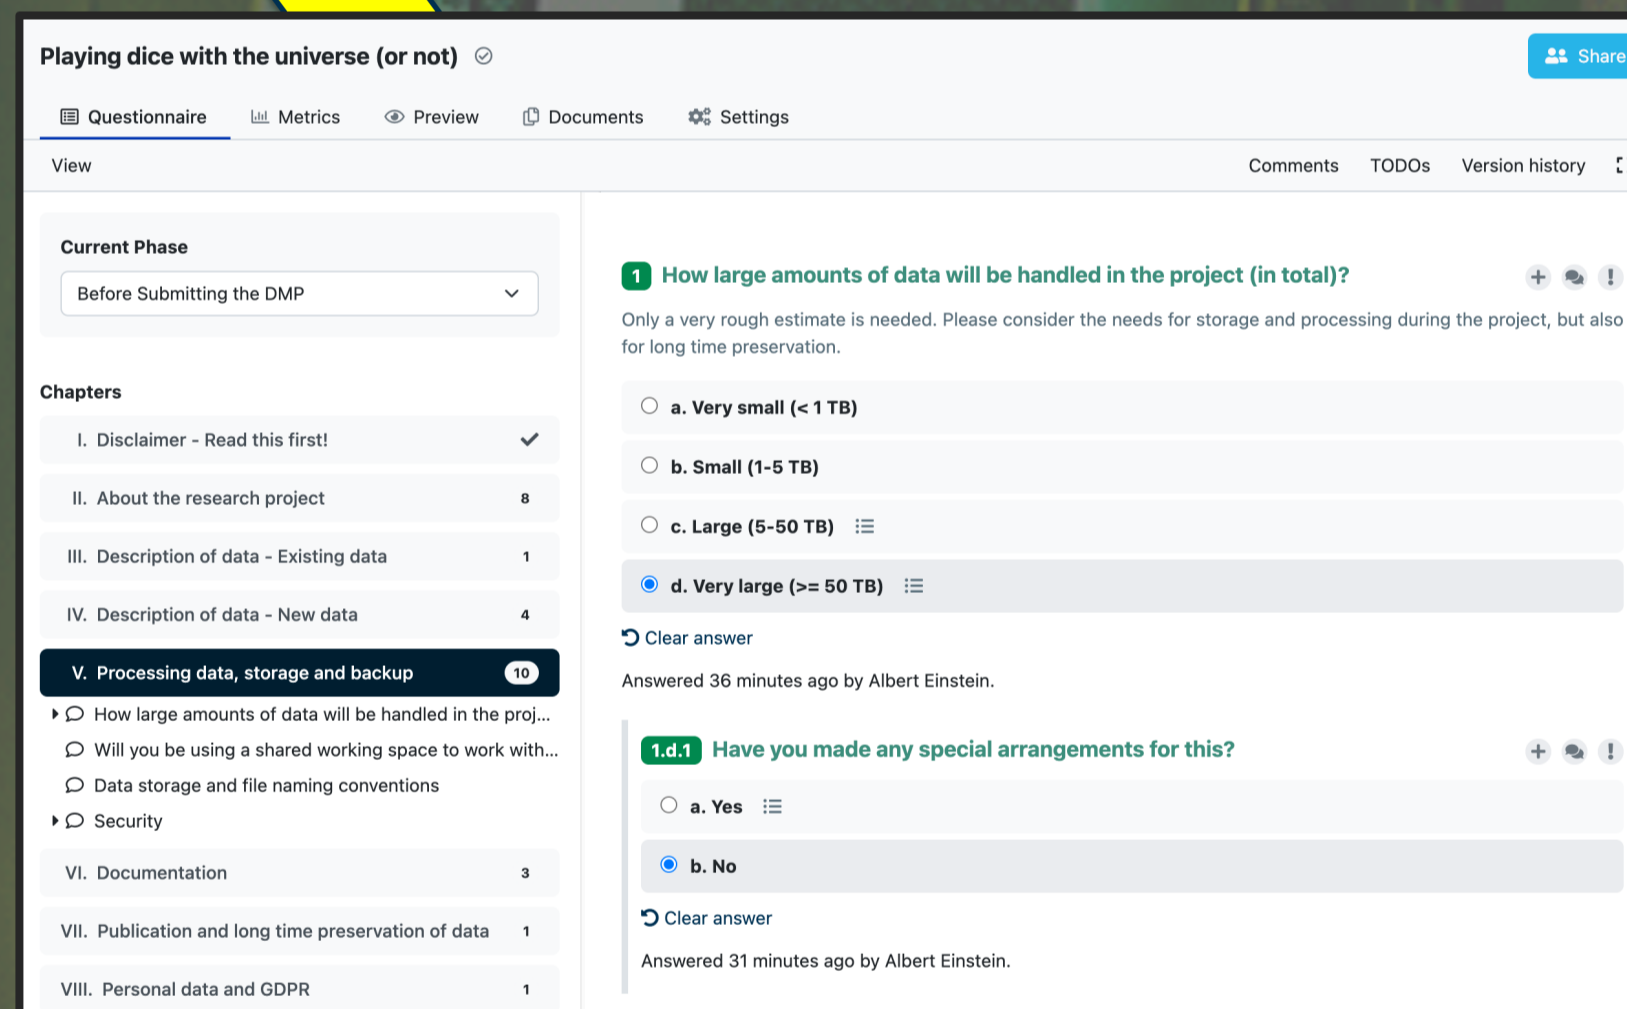 Playing dice with the universe (or not)
Share
Questionnaire Metrics Preview Documents Settings
View Comments TODOs Version history
Current Phase
Before Submitting the DMP
Chapters
I. Disclaimer - Read this first!
II. About the research project 8
III. Description of data - Existing data 1
IV. Description of data - New data 4
V. Processing data, storage and backup 10
How large amounts of data will be handled in the proj...
Will you be using a shared working space to work with...
Data storage and file naming conventions
Security
VI. Documentation 3
VII. Publication and long time preservation of data 1
VIII. Personal data and GDPR 1
1 How large amounts of data will be handled in the project (in total)?
Only a very rough estimate is needed. Please consider the needs for storage and processing during the project, but also
for long time preservation.
a. Very small (< 1 TB)
b. Small (1-5 TB)
c. Large (5-50 TB)
d. Very large (>= 50 TB)
Clear answer
Answered 36 minutes ago by Albert Einstein.
1.d.1 Have you made any special arrangements for this?
a. Yes
b. No
Clear answer
Answered 31 minutes ago by Albert Einstein.